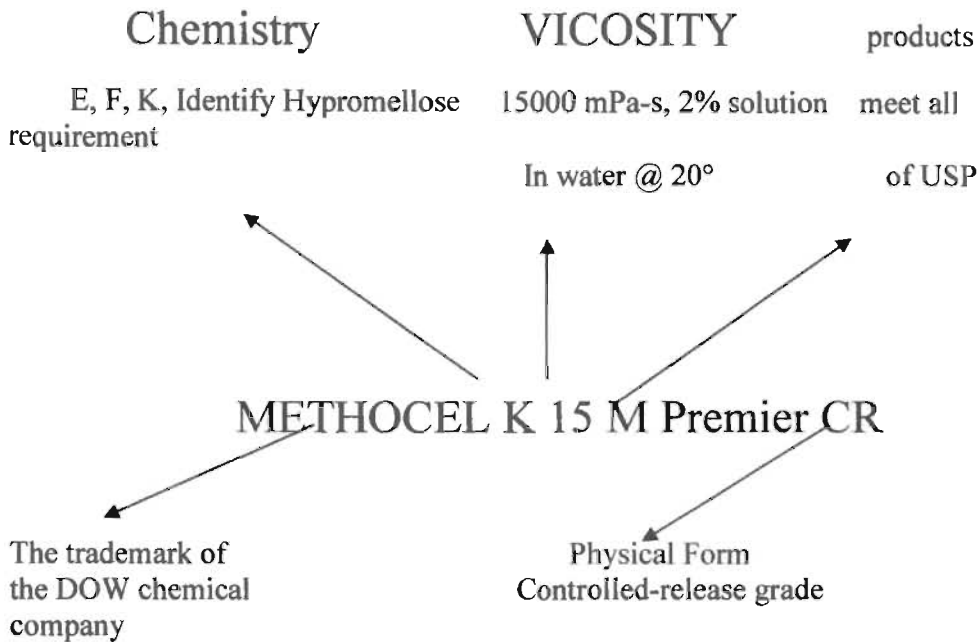 Chemistry VICOSITY products
E, F, K, Identify Hypromellose 15000 mPa-s, 2% solution meet all
requirement
In water @ 20° of USP
METHOCEL K 15 M Premier CR
The trademark of Physical Form
the DOW chemical Controlled-release grade
company